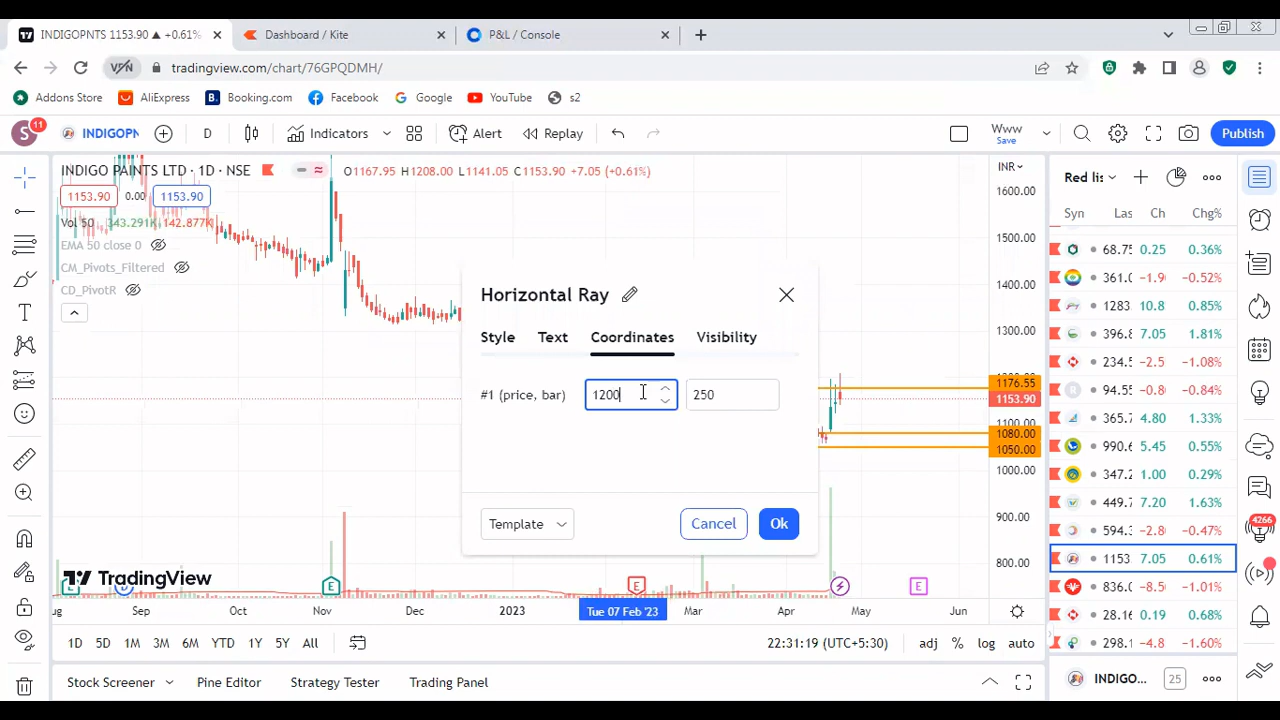 INDIGOPNTS 1153.90 ▲ +0.61%
Dashboard / Kite
P&L / Console
VPN
tradingview.com/chart/76GPQDMH/
Addons Store
AliExpress
Booking.com
Facebook
Google
YouTube
s2
S
11
INDIGOPN
D
Indicators
Alert
Replay
Www
Save
Publish
INDIGO PAINTS LTD · 1D · NSE
O1167.95 H1208.00 L1141.05 C1153.90 +7.05 (+0.61%)
INR
1153.90
0.00
1153.90
Vol 50 343.291K 142.877K
EMA 50 close 0
CM_Pivots_Filtered
CD_PivotR
1600.00
1500.00
1400.00
1300.00
1176.55
1153.90
1080.00
1050.00
1000.00
900.00
800.00
Horizontal Ray
Style
Text
Coordinates
Visibility
#1 (price, bar)
1200
250
Template
Cancel
Ok
TradingView
E
E
E
Sep
Oct
Nov
Dec
2023
Tue 07 Feb '23
Mar
Apr
May
Jun
1D 5D 1M 3M 6M YTD 1Y 5Y All
22:31:19 (UTC+5:30)
adj % log auto
Stock Screener
Pine Editor
Strategy Tester
Trading Panel
Red lis
Syn Las Ch Chg%
68.75 0.25 0.36%
361.0 -1.9 -0.52%
1283 10.8 0.85%
396.8 7.05 1.81%
234.5 -2.5 -1.08%
94.55 -0.8 -0.84%
365.7 4.80 1.33%
990.6 5.45 0.55%
347.2 1.00 0.29%
449.7 7.20 1.63%
594.3 -2.8 -0.47%
1153 7.05 0.61%
836.0 -8.5 -1.01%
28.16 0.19 0.68%
298.1 -4.8 -1.60%
INDIGO...
25
4266